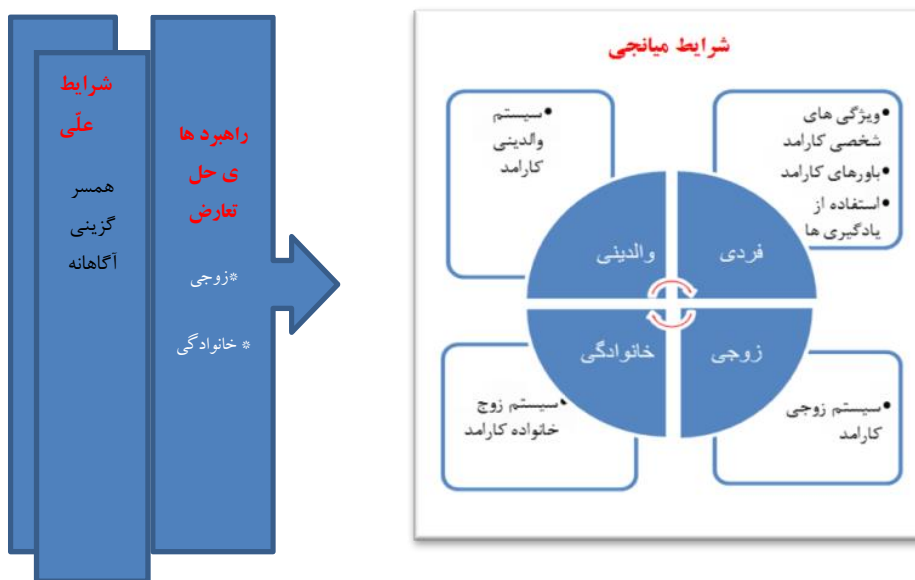 شرایط میانجی
•ویژگی های
شخصی کارامد
•باورهای کارامد
•استفاده از
یادگیری ها
•سیستم
والدینی
کارامد
فردی
والدینی
زوجی
خانوادگی
•سیستم زوجی
کارامد
•سیستم زوج
خانواده کارامد
راهبرد ها
ی حل
تعارض
*زوجی
* خانوادگی
شرایط
علّی
همسر
گزینی
آگاهانه